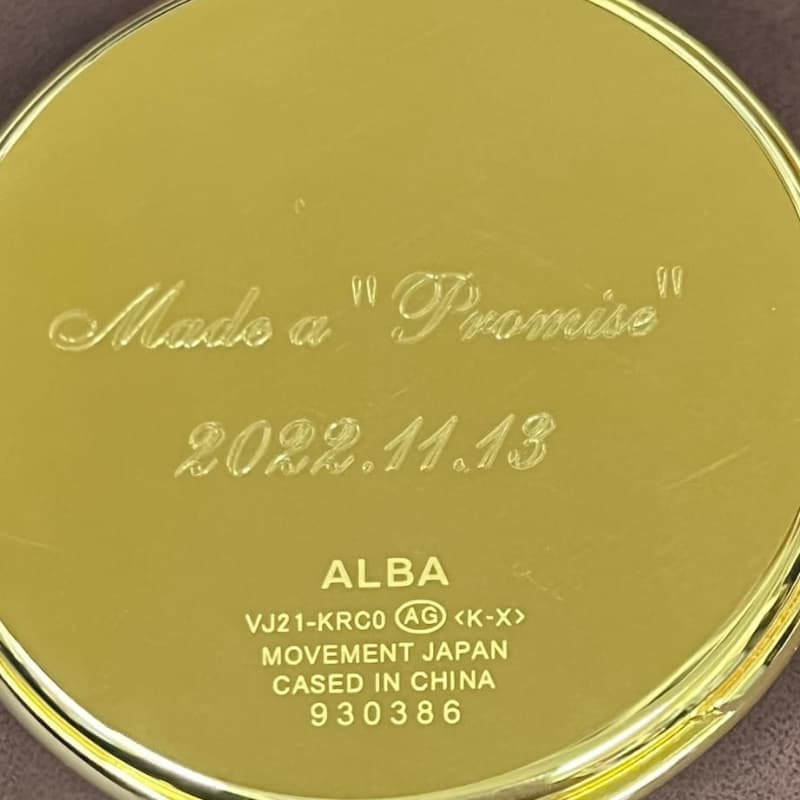 Made a "Promise"
2022.11.13
ALBA
VJ21-KRC0 AG <K-X>
MOVEMENT JAPAN
CASED IN CHINA
930386